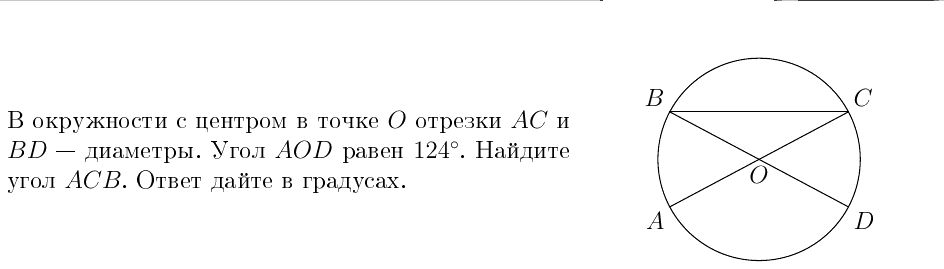 В окружности с центром в точке O отрезки AC и
BD — диаметры. Угол AOD равен 124°. Найдите
угол ACB. Ответ дайте в градусах.
B
C
O
A
D